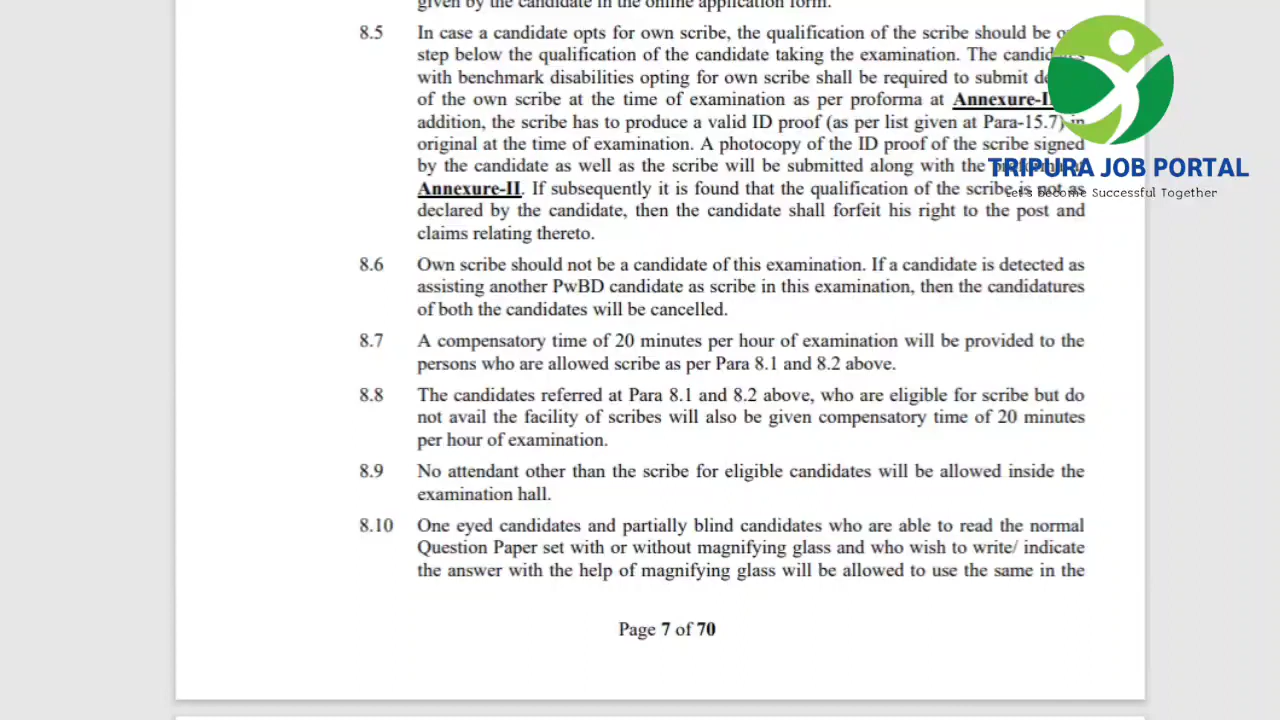 given by the candidate in the online application form.
8.5 In case a candidate opts for own scribe, the qualification of the scribe should be
step below the qualification of the candidate taking the examination. The
with benchmark disabilities opting for own scribe shall be required to submit
of the own scribe at the time of examination as per proforma at
addition, the scribe has to produce a valid ID proof (as per list given at Para-15.7) in
original at the time of examination. A photocopy of the ID proof of the scribe signed
by the candidate as well as the scribe will be submitted along with the
TRIPURA JOB PORTAL
Annexure-II. If subsequently it is found that the qualification of the scribe is not as
Let's Become Successful Together
declared by the candidate, then the candidate shall forfeit his right to the post and
claims relating thereto.
8.6 Own scribe should not be a candidate of this examination. If a candidate is detected as
assisting another PwBD candidate as scribe in this examination, then the candidatures
of both the candidates will be cancelled.
8.7 A compensatory time of 20 minutes per hour of examination will be provided to the
persons who are allowed scribe as per Para 8.1 and 8.2 above.
8.8 The candidates referred at Para 8.1 and 8.2 above, who are eligible for scribe but do
not avail the facility of scribes will also be given compensatory time of 20 minutes
per hour of examination.
8.9 No attendant other than the scribe for eligible candidates will be allowed inside the
examination hall.
8.10 One eyed candidates and partially blind candidates who are able to read the normal
Question Paper set with or without magnifying glass and who wish to write/ indicate
the answer with the help of magnifying glass will be allowed to use the same in the
Page 7 of 70